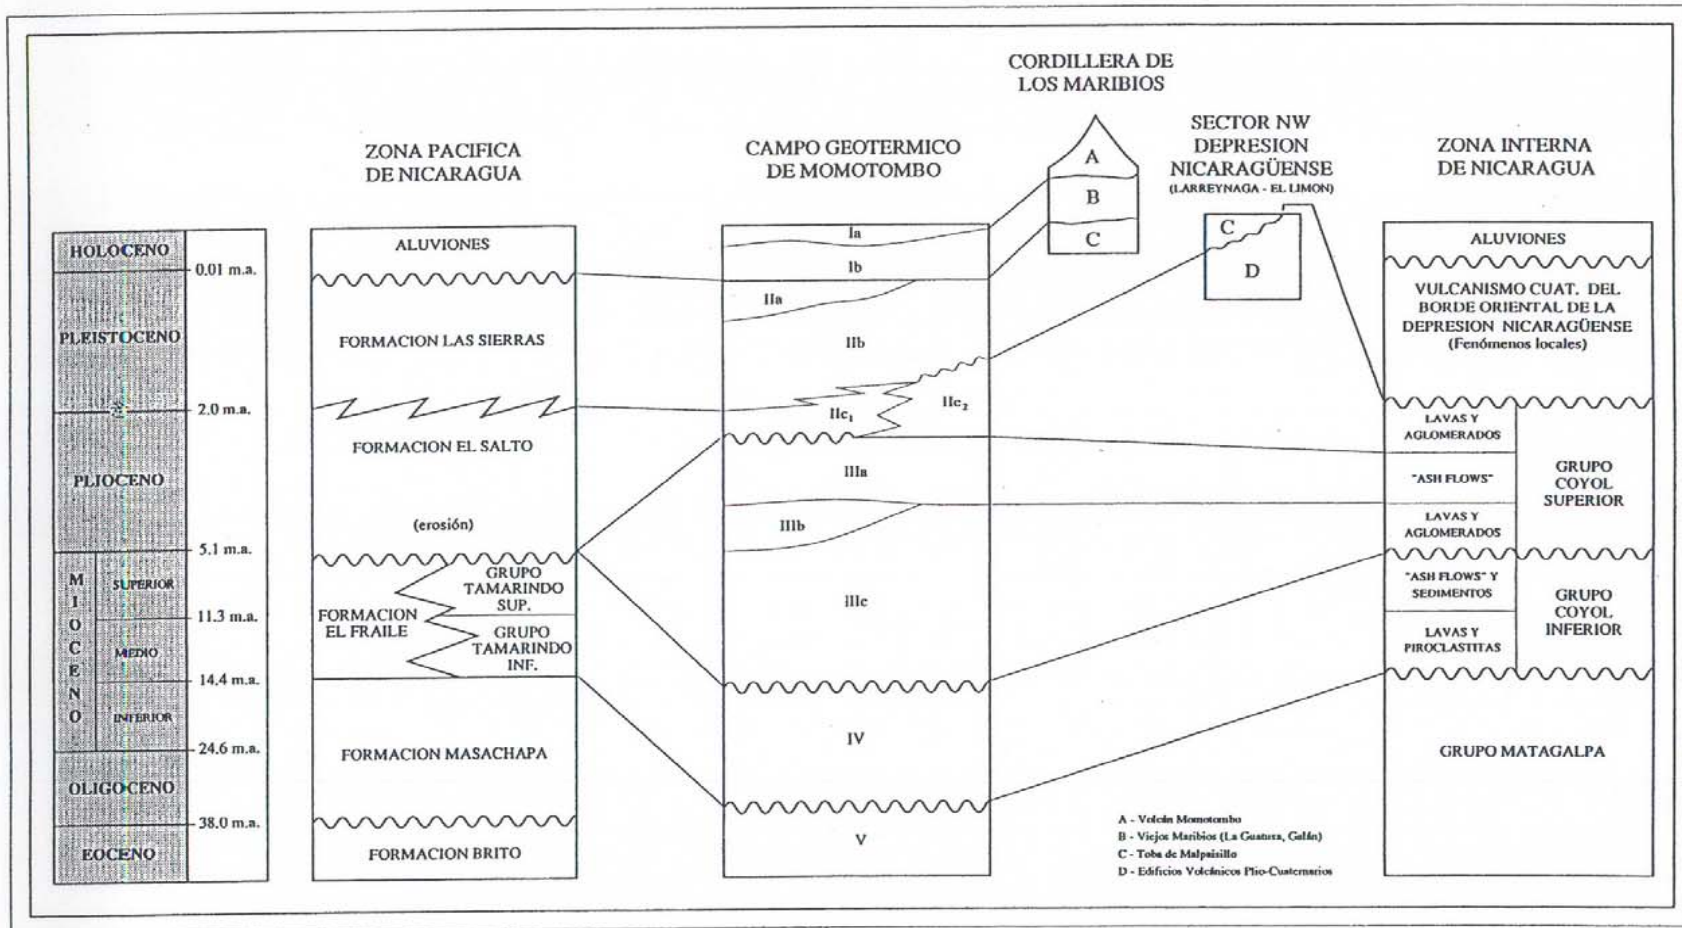 CORDILLERA DE
LOS MARIBIOS
A
B
C
SECTOR NW
DEPRESION
NICARAGÜENSE
(LARREYNAGA - EL LIMON)
C
D
ZONA PACIFICA
DE NICARAGUA
CAMPO GEOTERMICO
DE MOMOTOMBO
ZONA INTERNA
DE NICARAGUA
HOLOCENO
0.01 m.a.
PLEISTOCENO
2.0 m.a.
PLIOCENO
5.1 m.a.
MIOCENO
SUPERIOR
11.3 m.a.
MEDIO
14.4 m.a.
INFERIOR
24.6 m.a.
OLIGOCENO
38.0 m.a.
EOCENO
ALUVIONES
FORMACION LAS SIERRAS
FORMACION EL SALTO
(erosión)
FORMACION
EL FRAILE
GRUPO
TAMARINDO
SUP.
GRUPO
TAMARINDO
INF.
FORMACION MASACHAPA
FORMACION BRITO
Ia
Ib
IIa
IIb
IIc₁
IIc₂
IIIa
IIIb
IIIc
IV
V
ALUVIONES
VULCANISMO CUAT. DEL
BORDE ORIENTAL DE LA
DEPRESION NICARAGÜENSE
(Fenómenos locales)
LAVAS Y
AGLOMERADOS
"ASH FLOWS"
LAVAS Y
AGLOMERADOS
GRUPO
COYOL
SUPERIOR
"ASH FLOWS" Y
SEDIMENTOS
LAVAS Y
PIROCLASTITAS
GRUPO
COYOL
INFERIOR
GRUPO MATAGALPA
A - Volcán Momotombo
B - Viejos Maribios (La Guatusa, Galán)
C - Toba de Malpaisillo
D - Edificios Volcánicos Plio-Cuaternarios